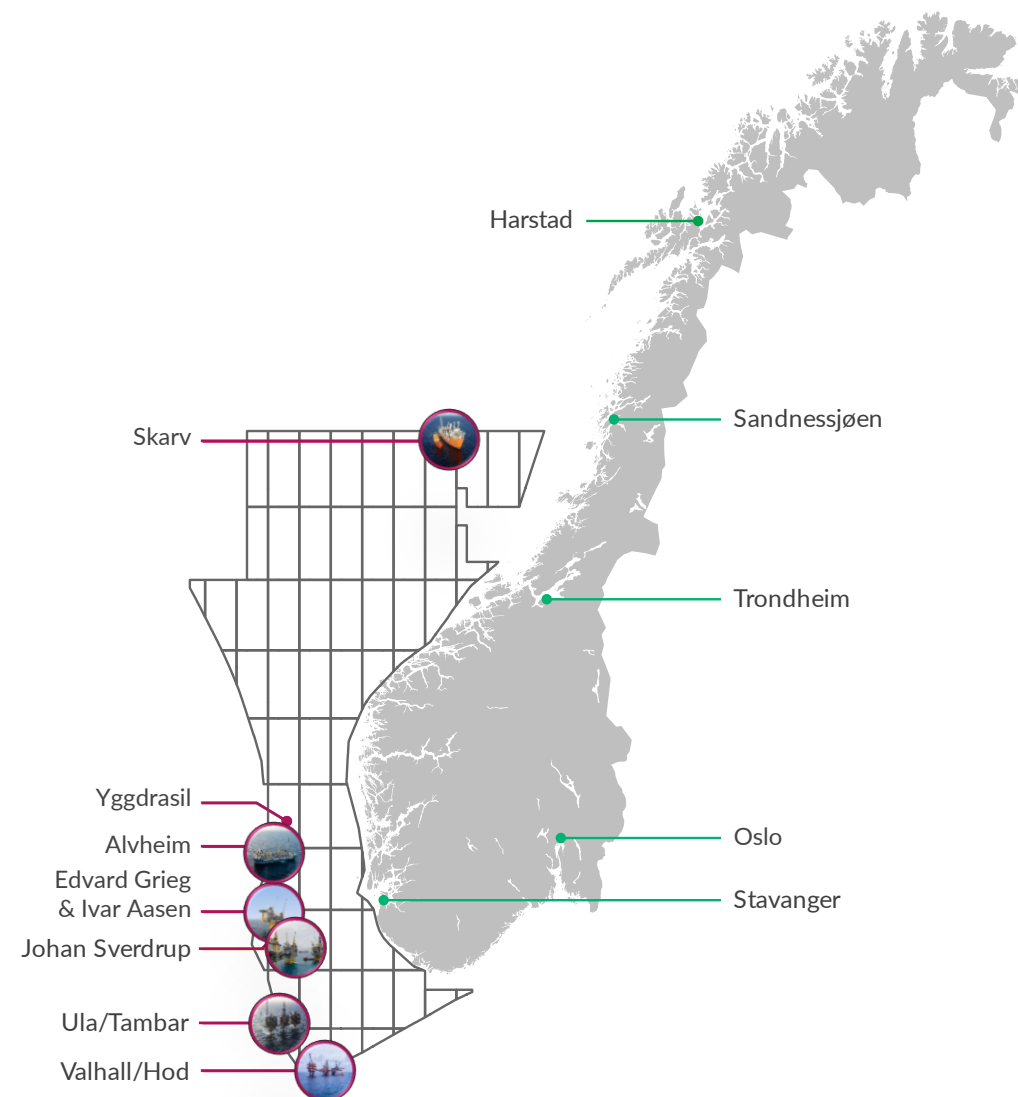 Harstad
Sandnessjøen
Skarv
Trondheim
Yggdrasil
Alvheim
Oslo
Edvard Grieg
& Ivar Aasen
Stavanger
Johan Sverdrup
Ula/Tambar
Valhall/Hod